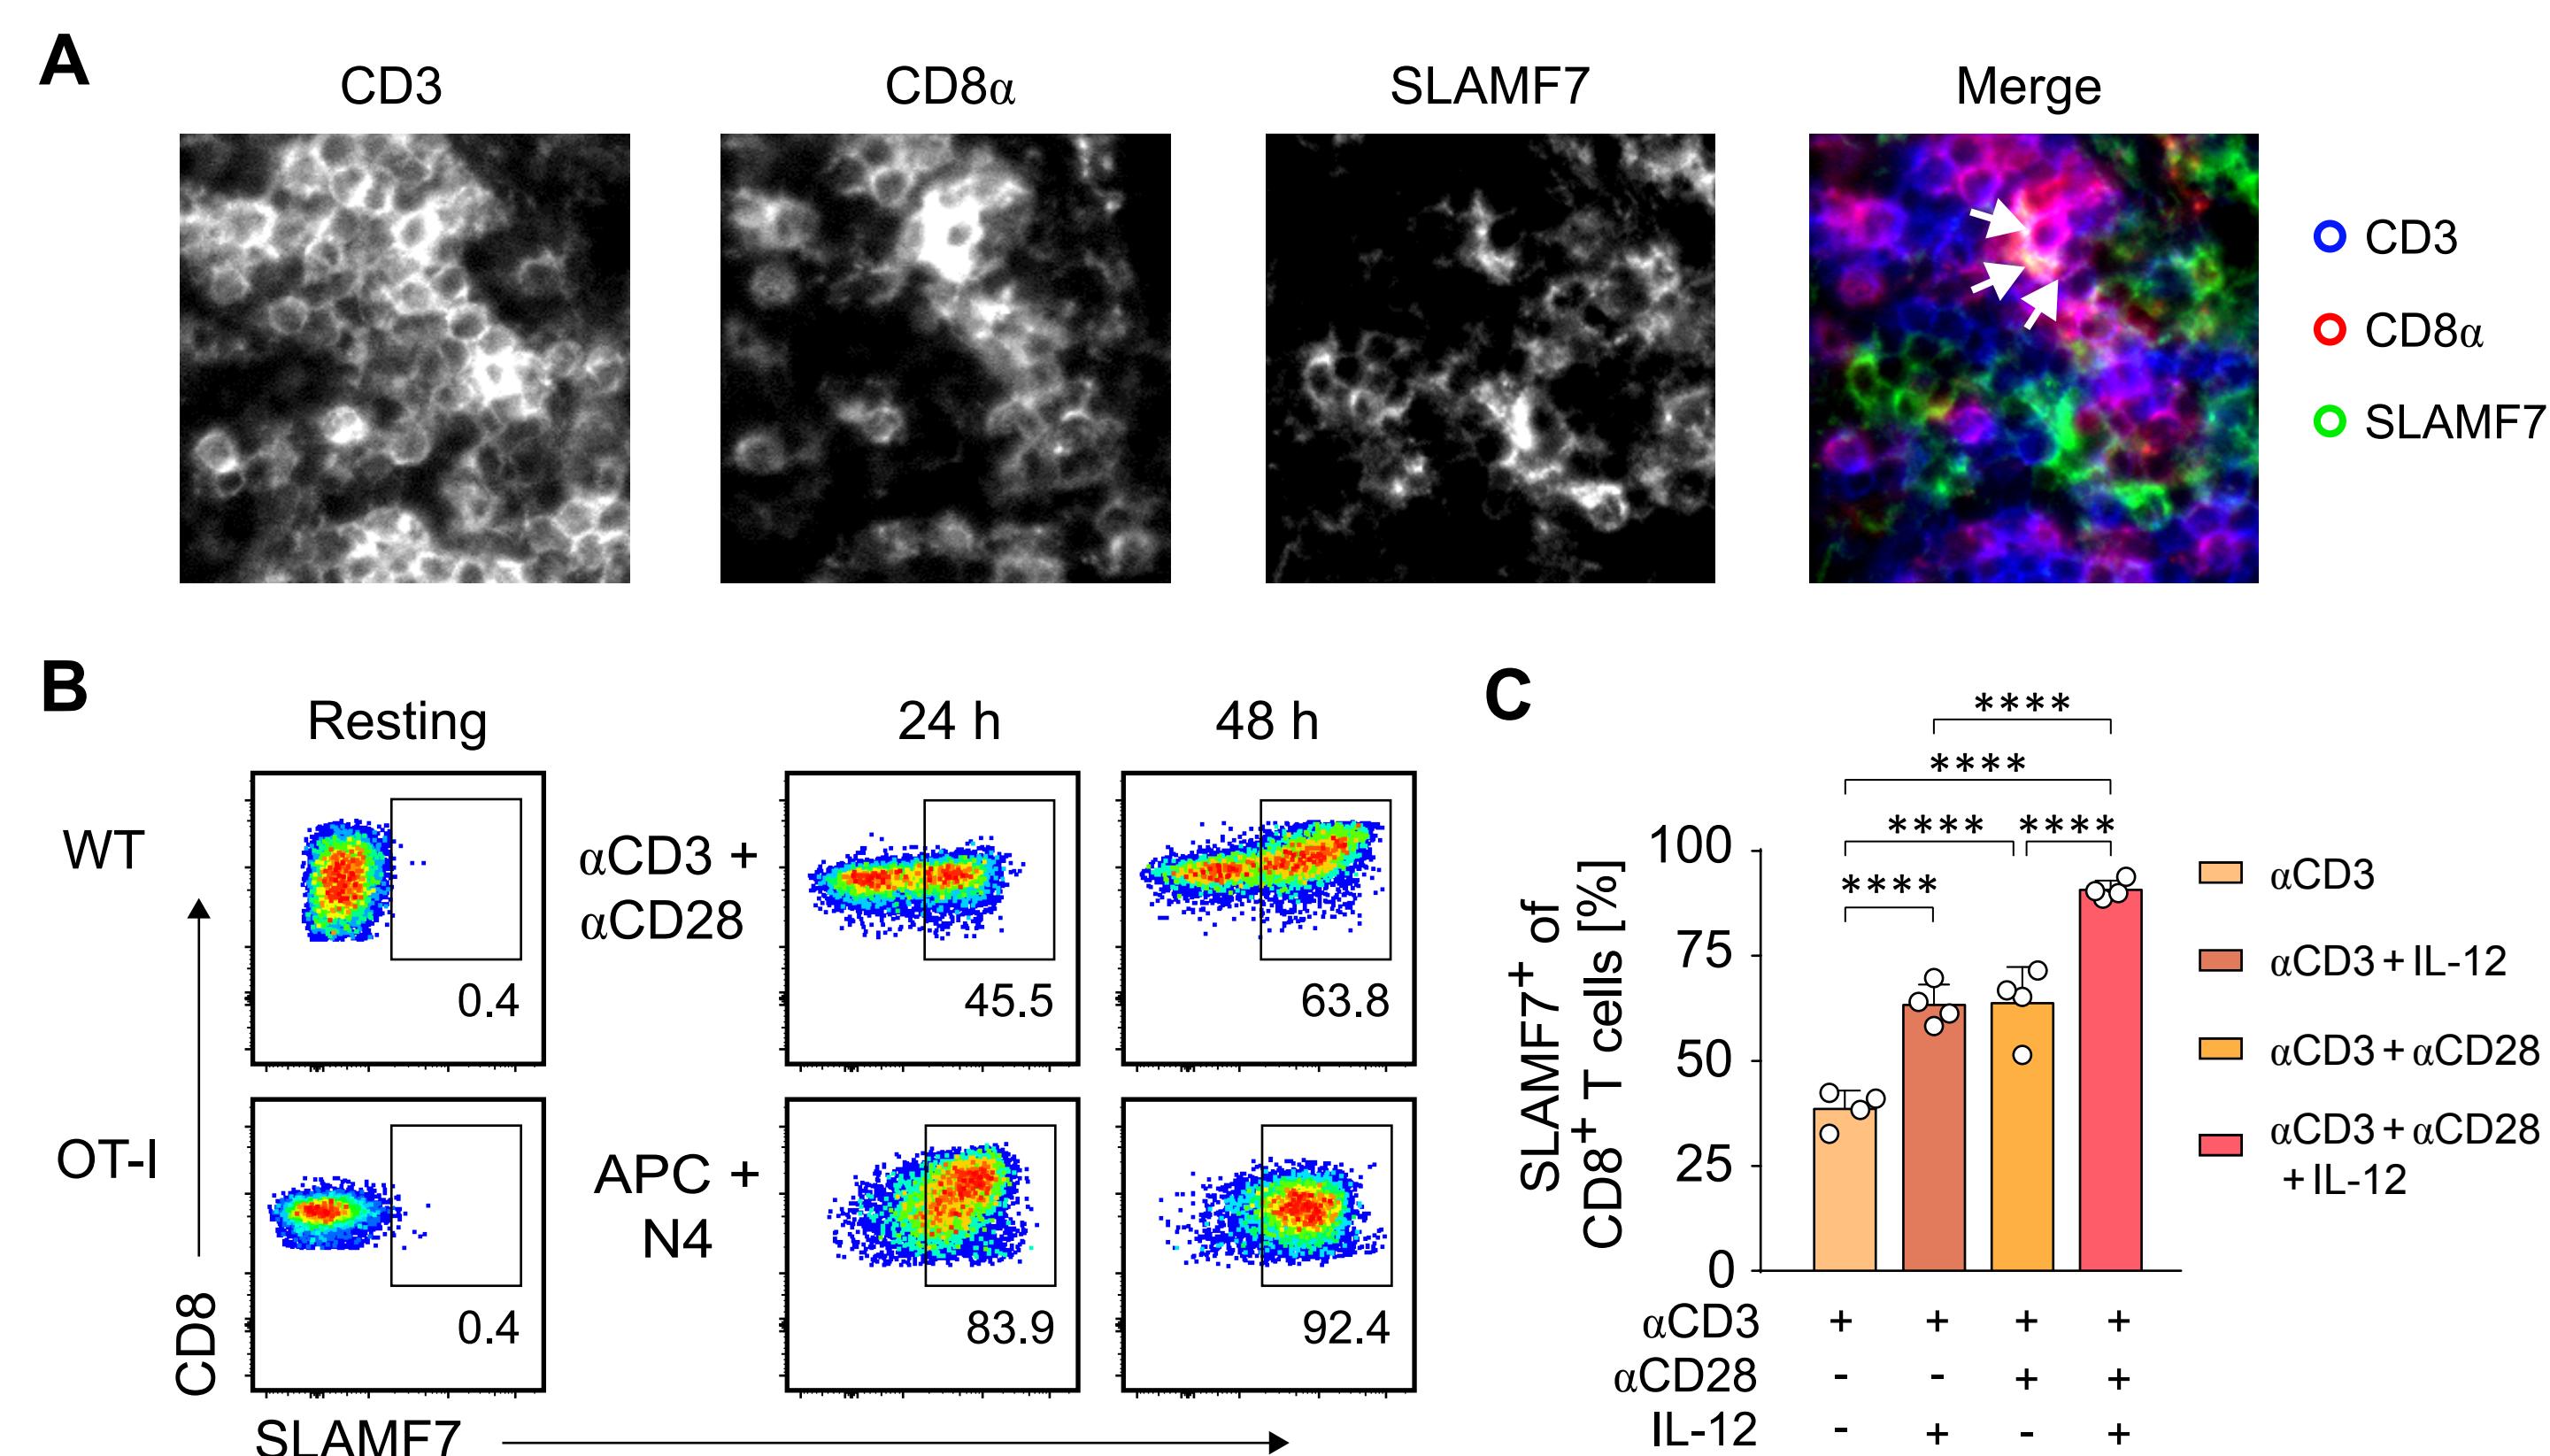 A
CD3
CD8α
SLAMF7
Merge
CD3
CD8α
SLAMF7
B
Resting
24 h
48 h
WT
αCD3 +
αCD28
0.4
45.5
63.8
OT-I
APC +
N4
0.4
83.9
92.4
CD8
SLAMF7
C
****
****
**** ****
****
SLAMF7+ of
CD8+ T cells [%]
100
75
50
25
0
αCD3 + + + +
αCD28 - - + +
IL-12 - + - +
αCD3
αCD3 + IL-12
αCD3 + αCD28
αCD3 + αCD28
+ IL-12